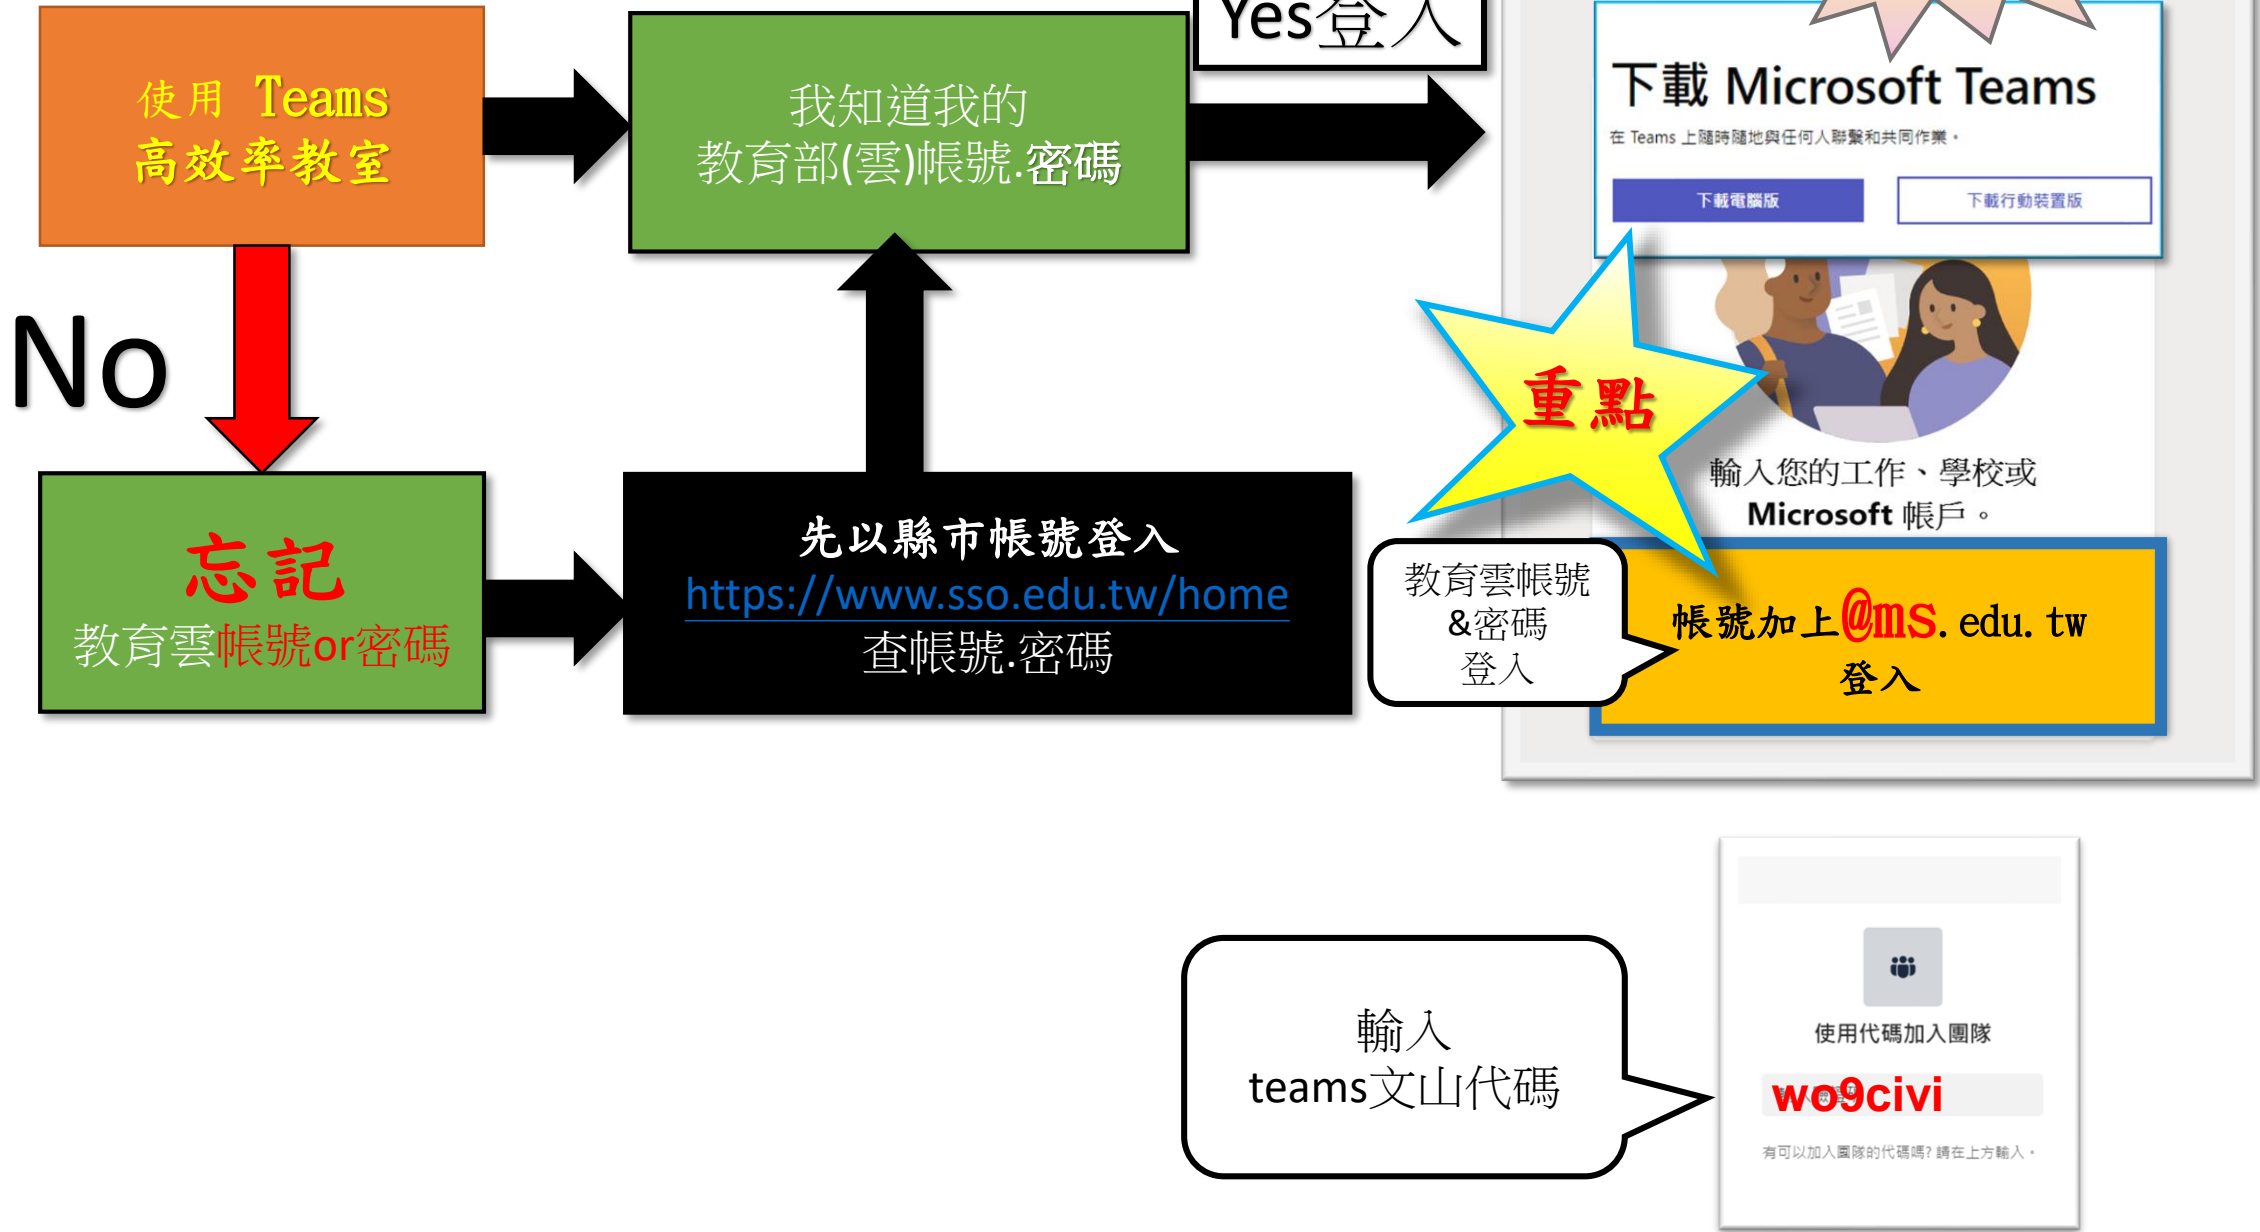 Yes登入
使用 Teams
高效率教室
我知道我的
教育部(雲)帳號.密碼
下載 Microsoft Teams
在 Teams 上隨時隨地與任何人聯繫和共同作業。
下載電腦版
下載行動裝置版
No
重點
輸入您的工作、學校或
Microsoft 帳戶。
忘記
教育雲帳號or密碼
先以縣市帳號登入
https://www.sso.edu.tw/home
查帳號.密碼
教育雲帳號
&密碼
登入
帳號加上@ms.edu.tw
登入
輸入
teams文山代碼
使用代碼加入團隊
wo9civi
有可以加入團隊的代碼嗎? 請在上方輸入。